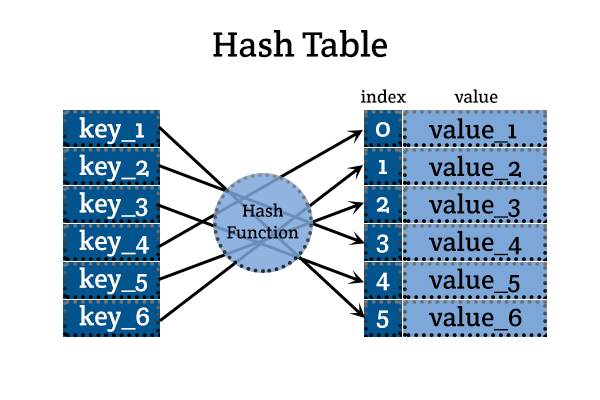 Hash Table
index value
key_1 0 value_1
key_2 1 value_2
key_3 2 value_3
Hash
Function
key_4 3 value_4
key_5 4 value_5
key_6 5 value_6